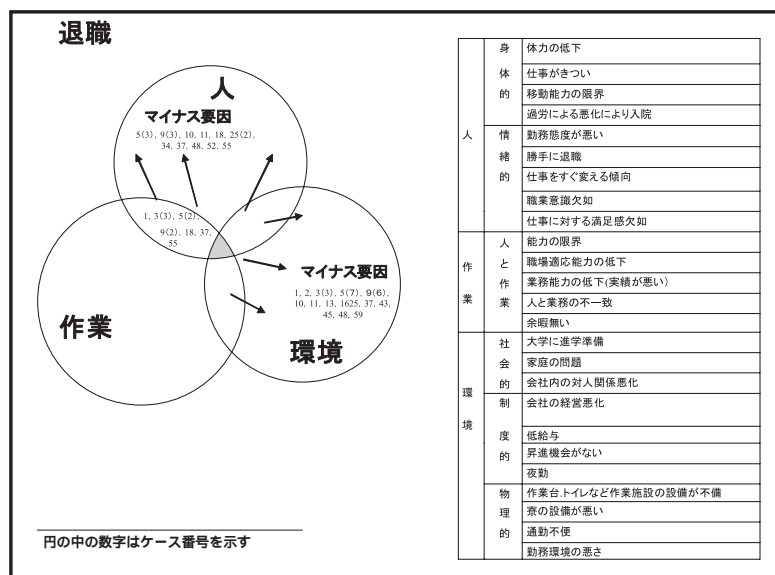 退職
人
マイナス要因
5(3), 9(3), 10, 11, 18, 25(2),
34, 37, 48, 52, 55
1, 3(3), 5(2),
9(2), 18, 37,
55
マイナス要因
1, 2, 3(3), 5(7), 9(6),
10, 11, 13, 1625, 37, 43,
45, 48, 59
作業
環境
円の中の数字はケース番号を示す
人
身体的
体力の低下
仕事がきつい
移動能力の限界
過労による悪化により入院
情緒的
勤務態度が悪い
勝手に退職
仕事をすぐ変える傾向
職業意識欠如
仕事に対する満足感欠如
作業
人と作業
能力の限界
職場適応能力の低下
業務能力の低下(実績が悪い)
人と業務の不一致
余暇無い
環境
社会的
大学に進学準備
家庭の問題
会社内の対人関係悪化
制度的
会社の経営悪化
低給与
昇進機会がない
夜勤
物理的
作業台.トイレなど作業施設の設備が不備
寮の設備が悪い
通勤不便
勤務環境の悪さ